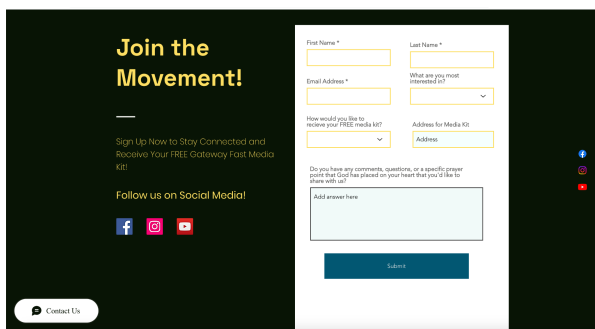 Join the
Movement!
Sign Up Now to Stay Connected and
Receive Your FREE Gateway Fast Media
Kit!
Follow us on Social Media!
First Name *
Last Name *
Email Address *
What are you most
interested in?
How would you like to
recieve your FREE media kit?
Address for Media Kit
Address
Do you have any comments, questions, or a specific prayer
point that God has placed on your heart that you'd like to
share with us?
Add answer here
Submit
Contact Us